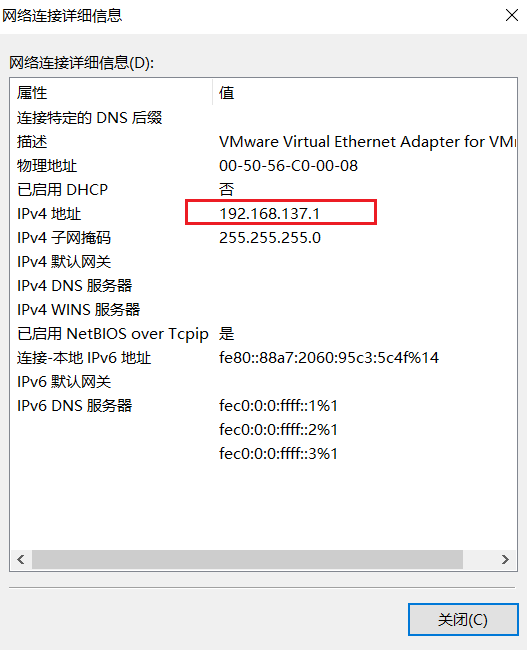 网络连接详细信息
网络连接详细信息(D):
属性 值
连接特定的 DNS 后缀
描述 VMware Virtual Ethernet Adapter for
物理地址 00-50-56-C0-00-08
已启用 DHCP 否
IPv4 地址 192.168.137.1
IPv4 子网掩码 255.255.255.0
IPv4 默认网关
IPv4 DNS 服务器
IPv4 WINS 服务器
已启用 NetBIOS over Tcpip 是
连接-本地 IPv6 地址 fe80::88a7:2060:95c3:5c4f%14
IPv6 默认网关
IPv6 DNS 服务器 fec0:0:0:ffff::1%1
fec0:0:0:ffff::2%1
fec0:0:0:ffff::3%1
关闭(C)